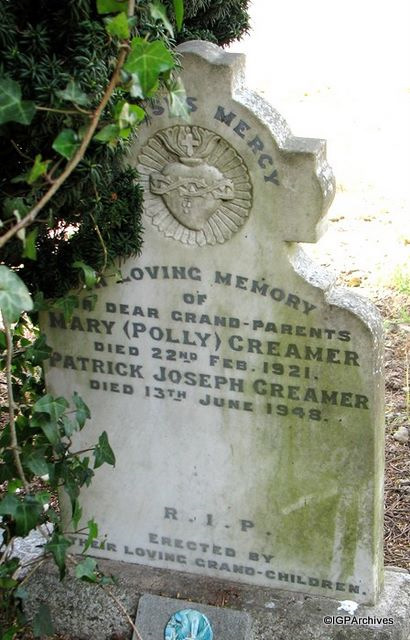 MERCY
LOVING MEMORY
OF
DEAR GRAND-PARENTS
MARY (POLLY) CREAMER
DIED 22ND FEB. 1921.
PATRICK JOSEPH CREAMER
DIED 13TH JUNE 1948.
R.I.P.
ERECTED BY
THEIR LOVING GRAND-CHILDREN.
©IGPArchives